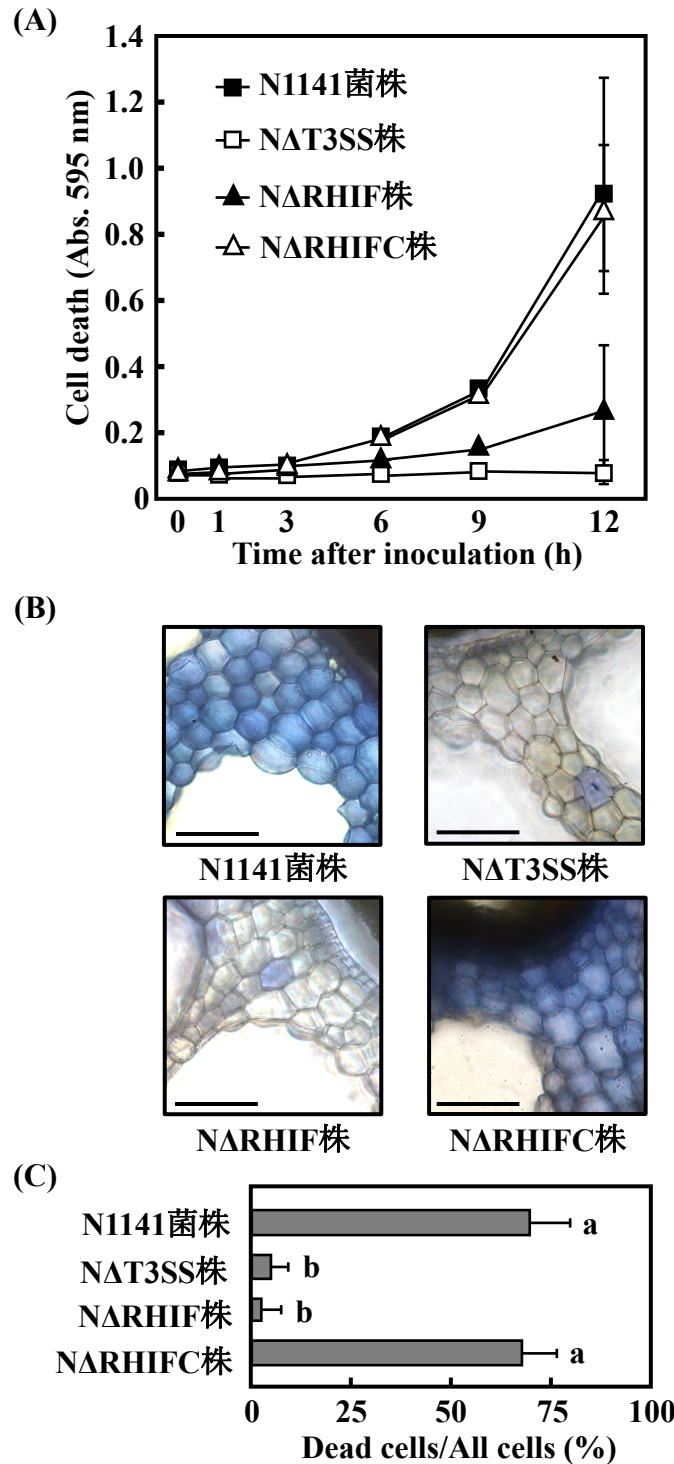 (A)
Cell death (Abs. 595 nm)
1.4
1.2
1.0
0.8
0.6
0.4
0.2
0
N1141菌株
NΔT3SS株
NΔRHIF株
NΔRHIFC株
0 1 3 6 9 12
Time after inoculation (h)
(B)
N1141菌株 NΔT3SS株
NΔRHIF株 NΔRHIFC株
(C)
N1141菌株 a
NΔT3SS株 b
NΔRHIF株 b
NΔRHIFC株 a
0 25 50 75 100
Dead cells/All cells (%)